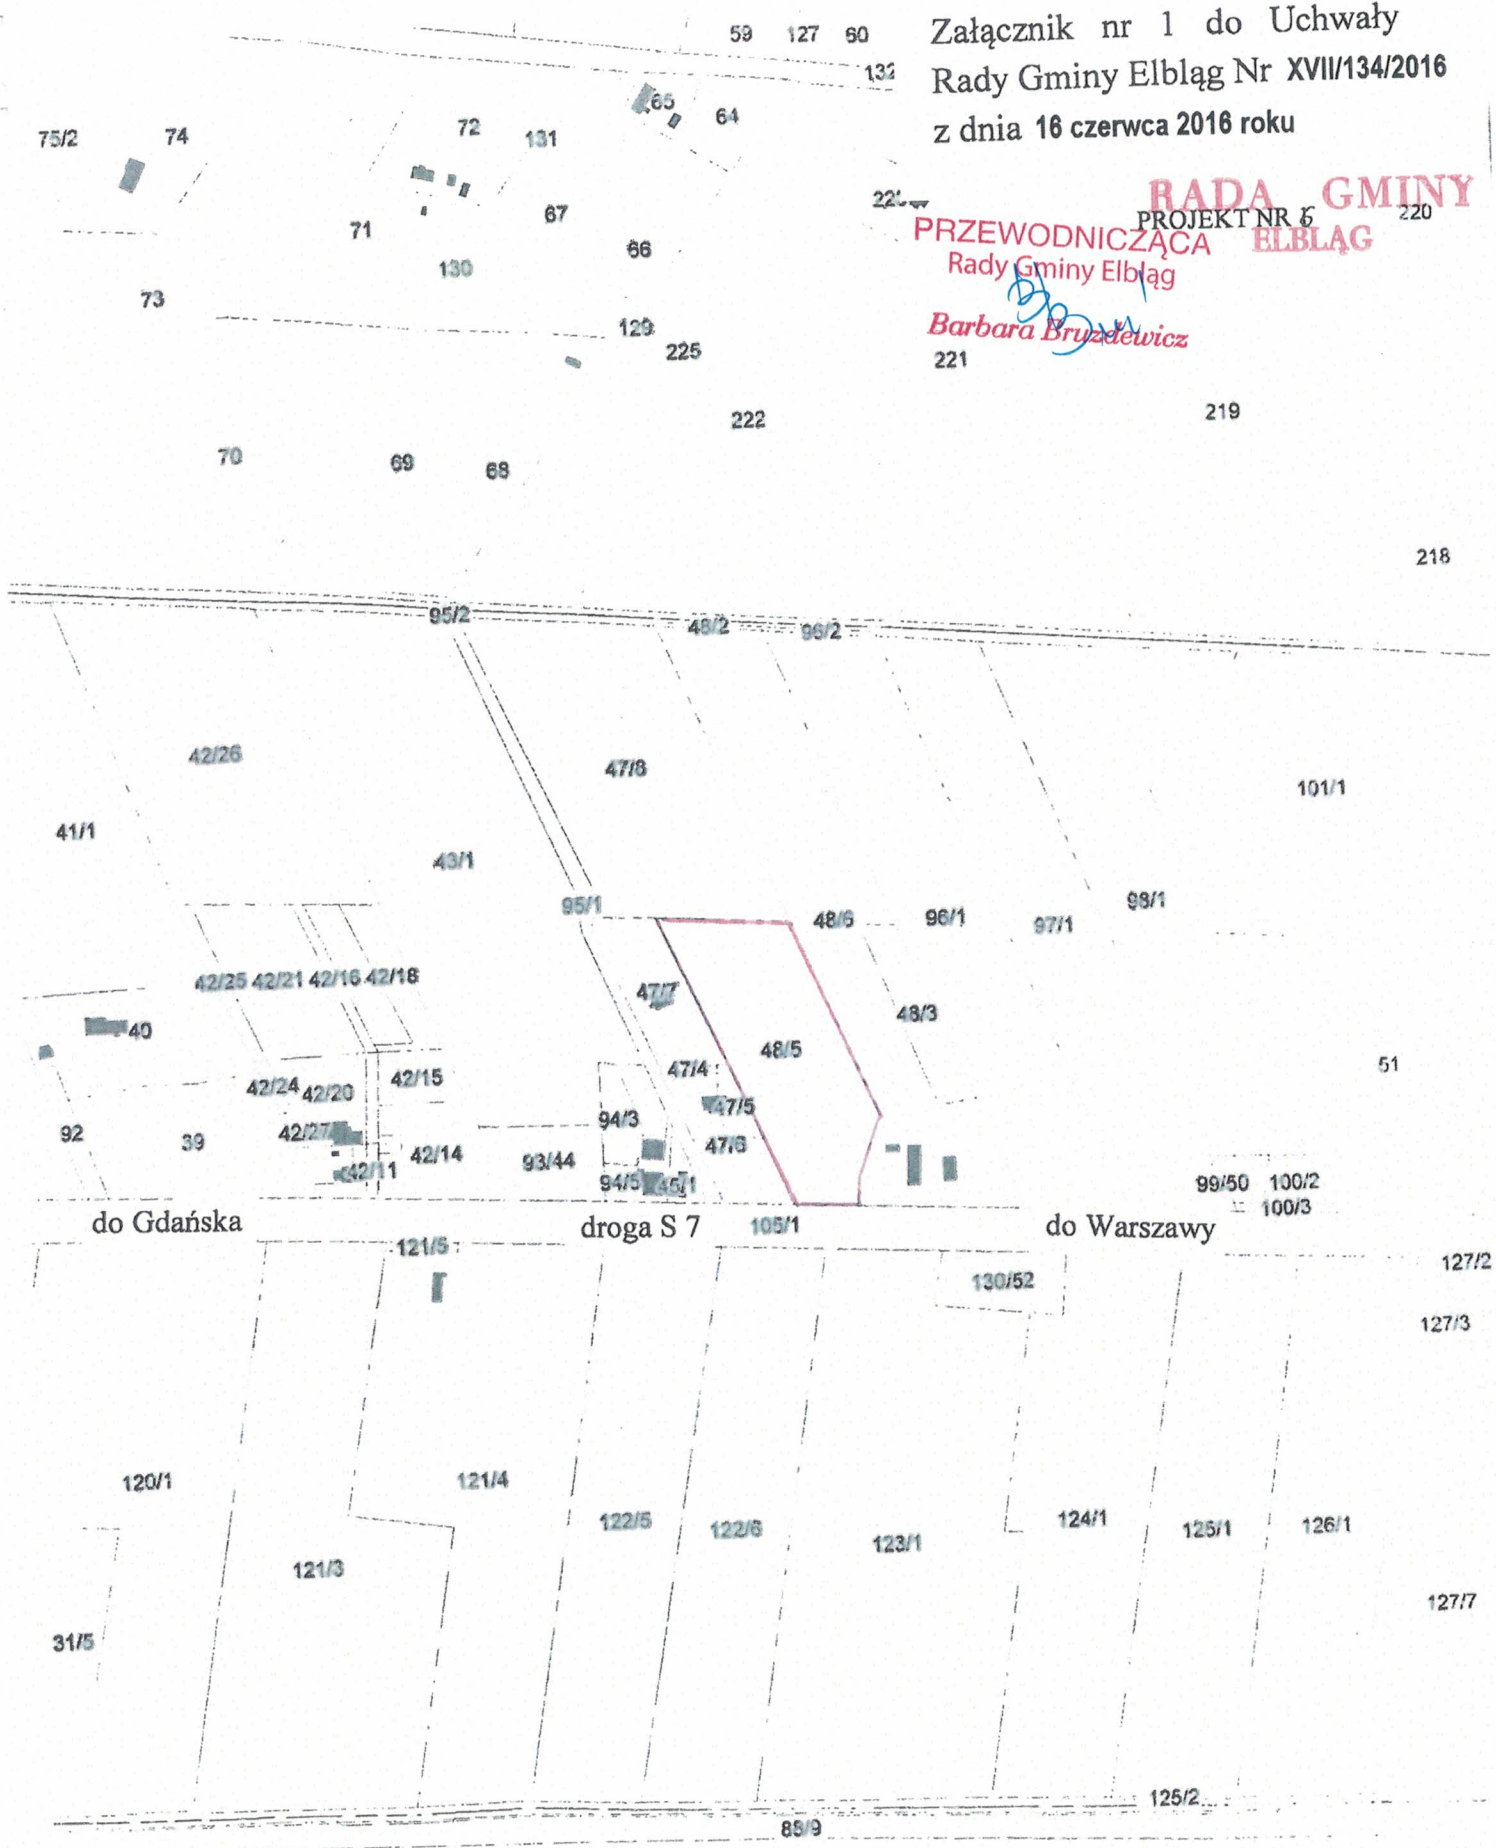 Załącznik nr 1 do Uchwały
Rady Gminy Elbląg Nr XVII/134/2016
z dnia 16 czerwca 2016 roku
RADA GMINY
ELBLĄG
PROJEKT NR
PRZEWODNICZĄCA
Rady Gminy Elbląg
Barbara Bruzdewicz
59 127 60
132
65 64
75/2 74 72 131
220
71 67 66
130
73
129
225
221
222 219
70 69 68
218
95/2 48/2 96/2
42/26 47/8
101/1
41/1 43/1
95/1 48/6 96/1 97/1 98/1
42/25 42/21 42/16 42/18 47/7
40 48/3
48/5
47/4 51
42/24 42/20 42/15
94/3 47/5
92 39 42/27
42/14 93/44 47/6
42/11 94/5 45/1 99/50 100/2
100/3
do Gdańska droga S 7 105/1 do Warszawy
121/5
127/2
130/52
127/3
120/1 121/4
122/5 122/6 123/1 124/1 125/1 126/1
121/3
127/7
31/5
125/2